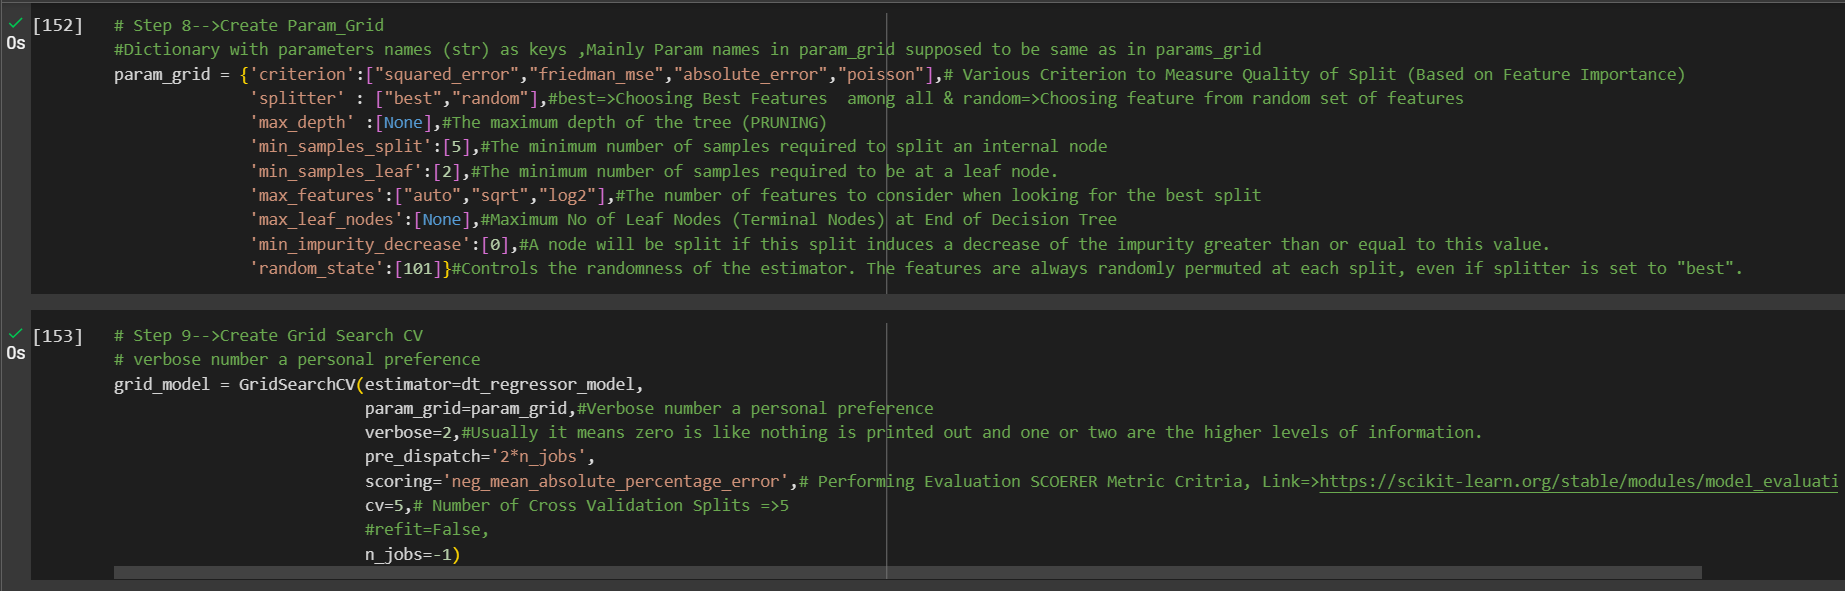 [152] # Step 8-->Create Param_Grid
0s #Dictionary with parameters names (str) as keys ,Mainly Param names in param_grid supposed to be same as in params_grid
param_grid = {'criterion':["squared_error","friedman_mse","absolute_error","poisson"],# Various Criterion to Measure Quality of Split (Based on Feature Importance)
'splitter' : ["best","random"],#best=>Choosing Best Features  among all & random=>Choosing feature from random set of features
'max_depth' :[None],#The maximum depth of the tree (PRUNING)
'min_samples_split':[5],#The minimum number of samples required to split an internal node
'min_samples_leaf':[2],#The minimum number of samples required to be at a leaf node.
'max_features':["auto","sqrt","log2"],#The number of features to consider when looking for the best split
'max_leaf_nodes':[None],#Maximum No of Leaf Nodes (Terminal Nodes) at End of Decision Tree
'min_impurity_decrease':[0],#A node will be split if this split induces a decrease of the impurity greater than or equal to this value.
'random_state':[101]}#Controls the randomness of the estimator. The features are always randomly permuted at each split, even if splitter is set to "best".
[153] # Step 9-->Create Grid Search CV
0s # verbose number a personal preference
grid_model = GridSearchCV(estimator=dt_regressor_model,
param_grid=param_grid,#Verbose number a personal preference
verbose=2,#Usually it means zero is like nothing is printed out and one or two are the higher levels of information.
pre_dispatch='2*n_jobs',
scoring='neg_mean_absolute_percentage_error',# Performing Evaluation SCOERER Metric Critria, Link=>https://scikit-learn.org/stable/modules/model_evaluati
cv=5,# Number of Cross Validation Splits =>5
#refit=False,
n_jobs=-1)